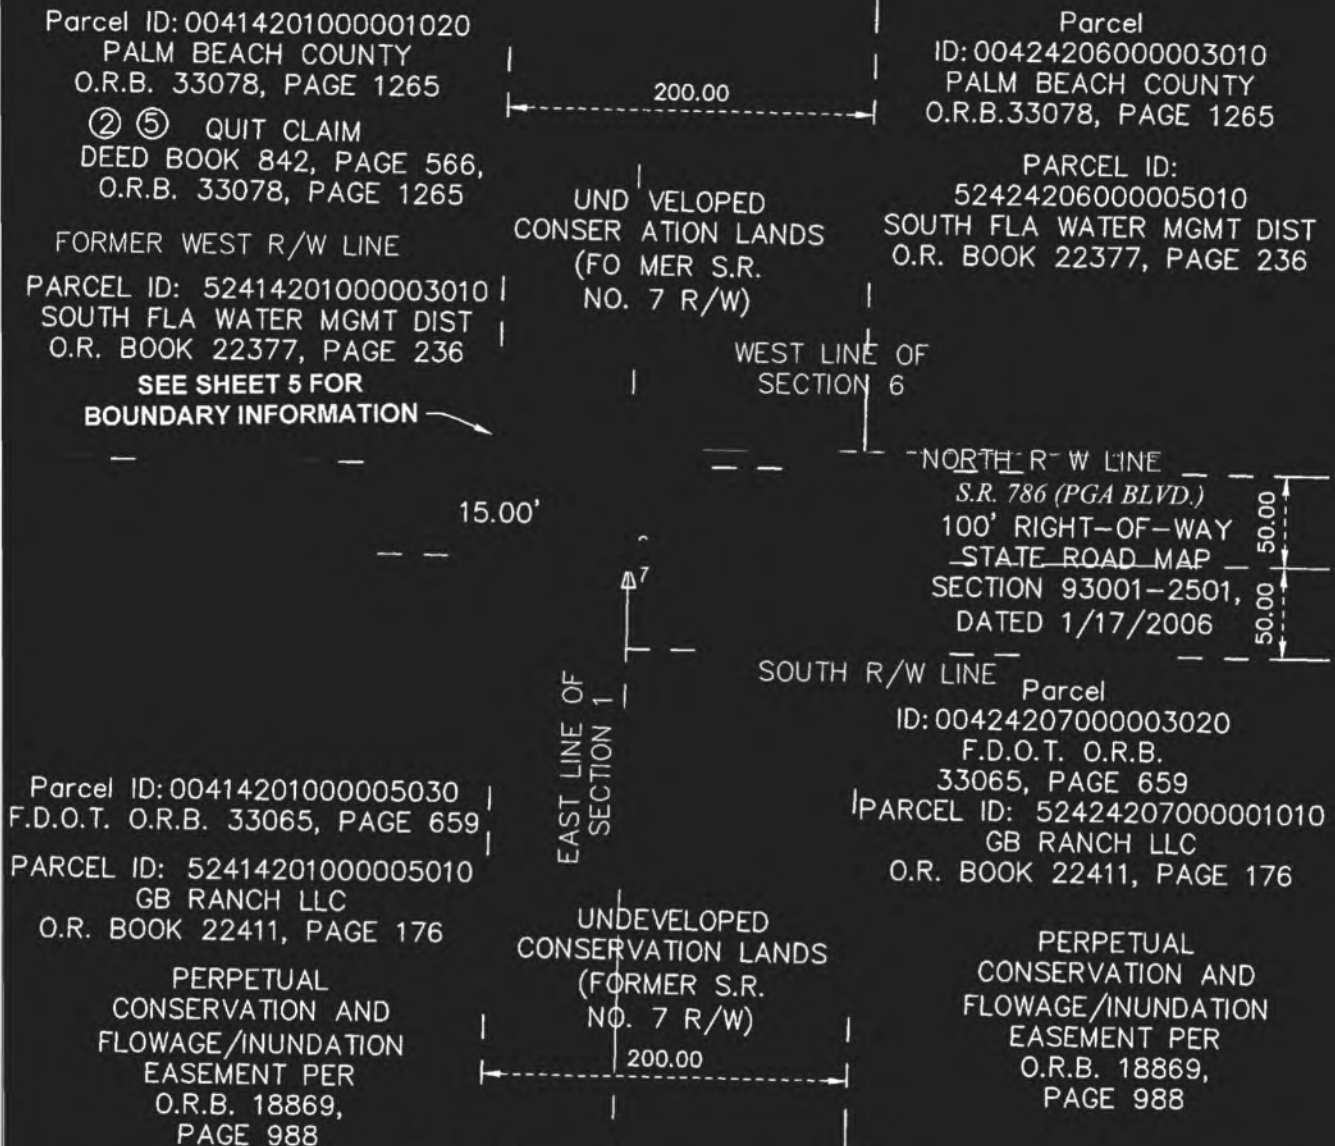 Parcel ID:00414201000001020
PALM BEACH COUNTY
O.R.B. 33078, PAGE 1265
② ⑤ QUIT CLAIM
DEED BOOK 842, PAGE 566,
O.R.B. 33078, PAGE 1265
FORMER WEST R/W LINE
PARCEL ID: 52414201000003010
SOUTH FLA WATER MGMT DIST
O.R. BOOK 22377, PAGE 236
SEE SHEET 5 FOR
BOUNDARY INFORMATION
200.00
UND VELOPED
CONSER ATION LANDS
(FO MER S.R.
NO. 7 R/W)
Parcel
ID:00424206000003010
PALM BEACH COUNTY
O.R.B.33078, PAGE 1265
PARCEL ID:
52424206000005010
SOUTH FLA WATER MGMT DIST
O.R. BOOK 22377, PAGE 236
WEST LINE OF
SECTION 6
15.00'
7
NORTH R W LINE
S.R. 786 (PGA BLVD.)
100' RIGHT-OF-WAY
STATE ROAD MAP
SECTION 93001-2501,
DATED 1/17/2006
50.00
50.00
SOUTH R/W LINE
EAST LINE OF
SECTION 1
Parcel ID:00414201000005030
F.D.O.T. O.R.B. 33065, PAGE 659
PARCEL ID: 52414201000005010
GB RANCH LLC
O.R. BOOK 22411, PAGE 176
PERPETUAL
CONSERVATION AND
FLOWAGE/INUNDATION
EASEMENT PER
O.R.B. 18869,
PAGE 988
UNDEVELOPED
CONSERVATION LANDS
(FORMER S.R.
NO. 7 R/W)
200.00
Parcel
ID:00424207000003020
F.D.O.T. O.R.B.
33065, PAGE 659
PARCEL ID: 52424207000001010
GB RANCH LLC
O.R. BOOK 22411, PAGE 176
PERPETUAL
CONSERVATION AND
FLOWAGE/INUNDATION
EASEMENT PER
O.R.B. 18869,
PAGE 988